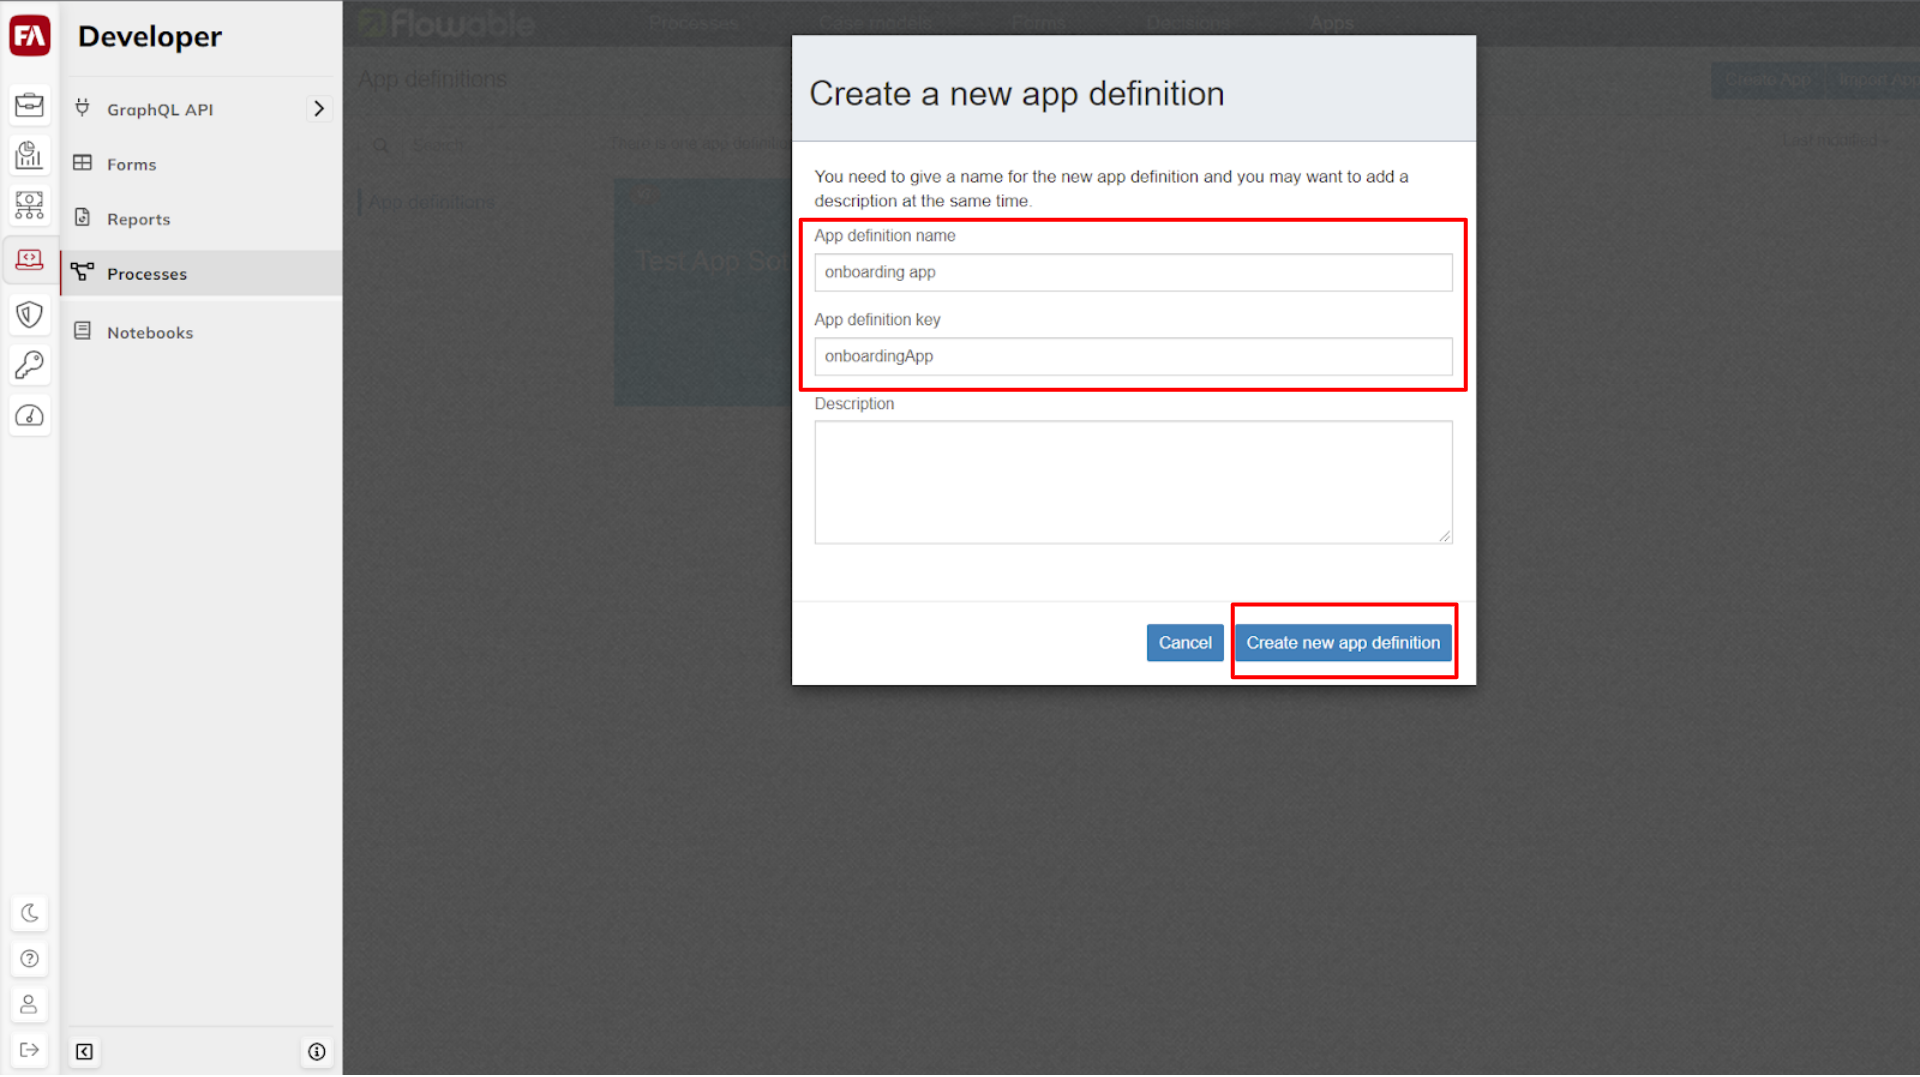 FA
Developer
GraphQL API
Forms
Reports
Processes
Notebooks
Flowable
Processes
Case models
Forms
Decisions
Apps
App definitions
Create App
Import App
Search
There is one app definition
Last modified
App definitions
Test App
Create a new app definition
You need to give a name for the new app definition and you may want to add a
description at the same time.
App definition name
onboarding app
App definition key
onboardingApp
Description
Cancel
Create new app definition